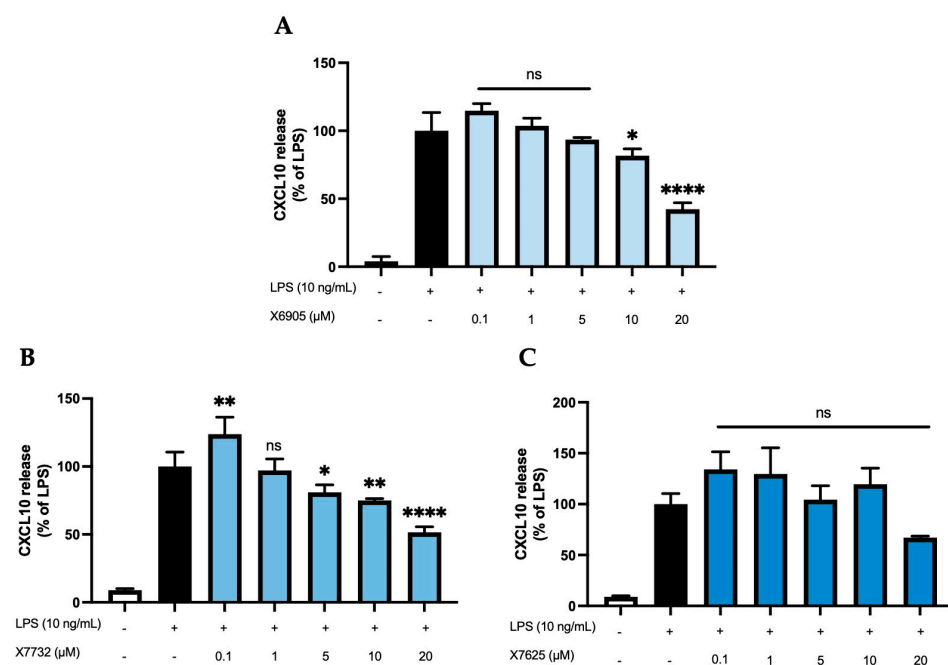 A
150
ns
100
*
****
50
0
CXCL10 release
(% of LPS)
LPS (10 ng/mL) - + + + + + +
X6905 (µM) - - 0.1 1 5 10 20
B
150
**
ns
100
*
**
****
50
0
CXCL10 release
(% of LPS)
LPS (10 ng/mL) - + + + + + +
X7732 (µM) - - 0.1 1 5 10 20
C
200
ns
150
100
50
0
CXCL10 release
(% of LPS)
LPS (10 ng/mL) - + + + + + +
X7625 (µM) - - 0.1 1 5 10 20